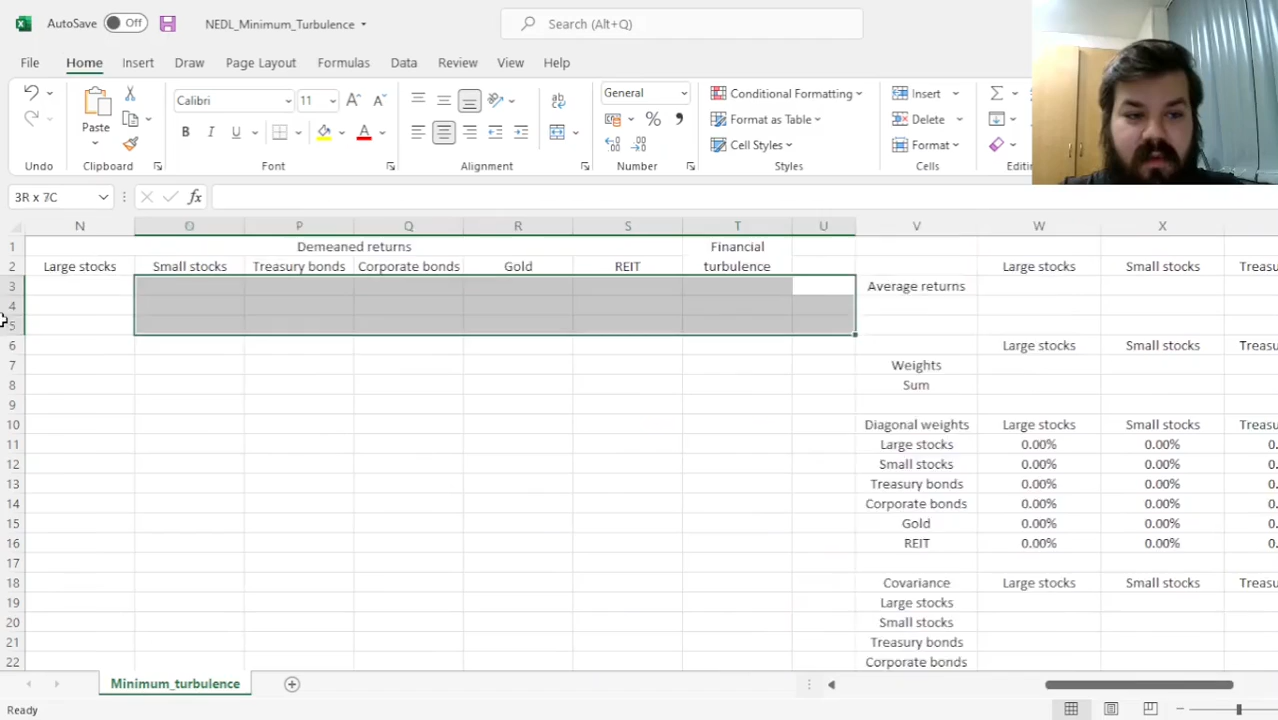 AutoSave Off NEDL_Minimum_Turbulence Search (Alt+Q)
File Home Insert Draw Page Layout Formulas Data Review View Help
Calibri 11 General Conditional Formatting Insert
Paste B I U A Format as Table Delete
Cell Styles Format
Undo Clipboard Font Alignment Number Styles Cells
3R x 7C fx
N O P Q R S T U V W X
1 Demeaned returns Financial
2 Large stocks Small stocks Treasury bonds Corporate bonds Gold REIT turbulence Large stocks Small stocks
3 Average returns
4
5
6 Large stocks Small stocks
7 Weights
8 Sum
9
10 Diagonal weights Large stocks Small stocks
11 Large stocks 0.00% 0.00%
12 Small stocks 0.00% 0.00%
13 Treasury bonds 0.00% 0.00%
14 Corporate bonds 0.00% 0.00%
15 Gold 0.00% 0.00%
16 REIT 0.00% 0.00%
17
18 Covariance Large stocks Small stocks
19 Large stocks
20 Small stocks
21 Treasury bonds
22 Corporate bonds
Minimum_turbulence
Ready